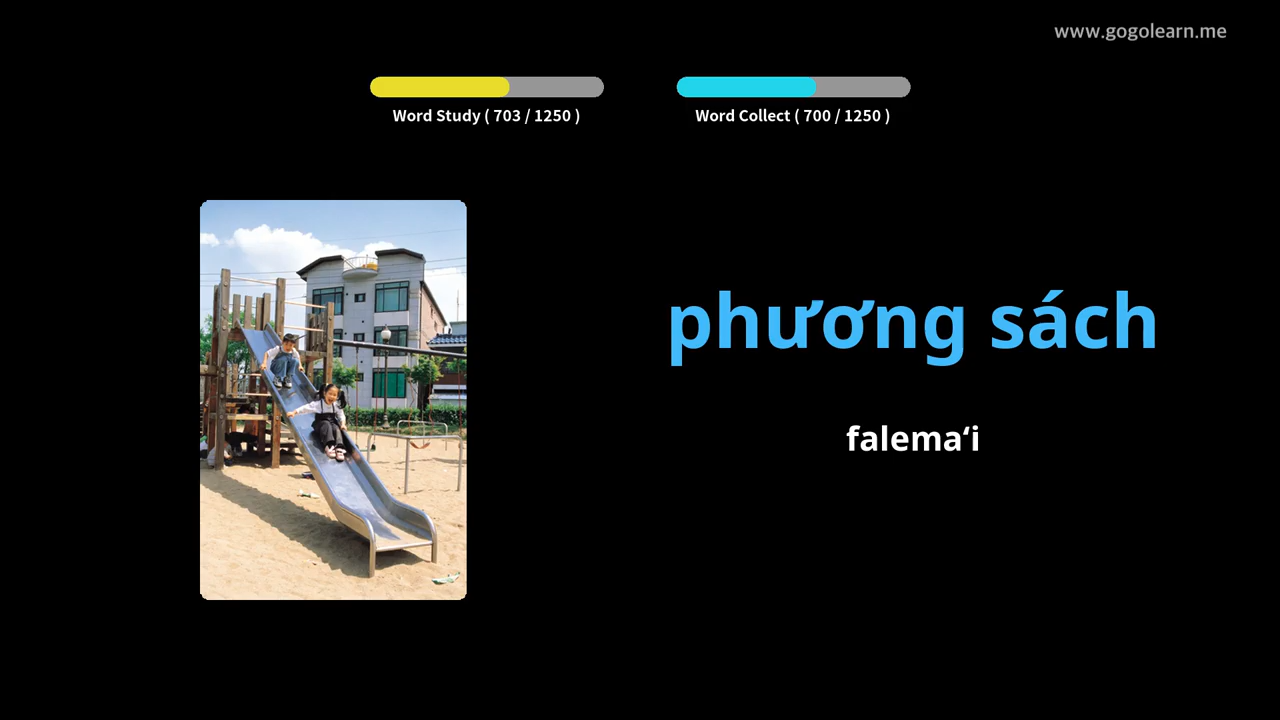 www.gogolearn.me
Word Study ( 703 / 1250 )
Word Collect ( 700 / 1250 )
phương sách
falemaʻi